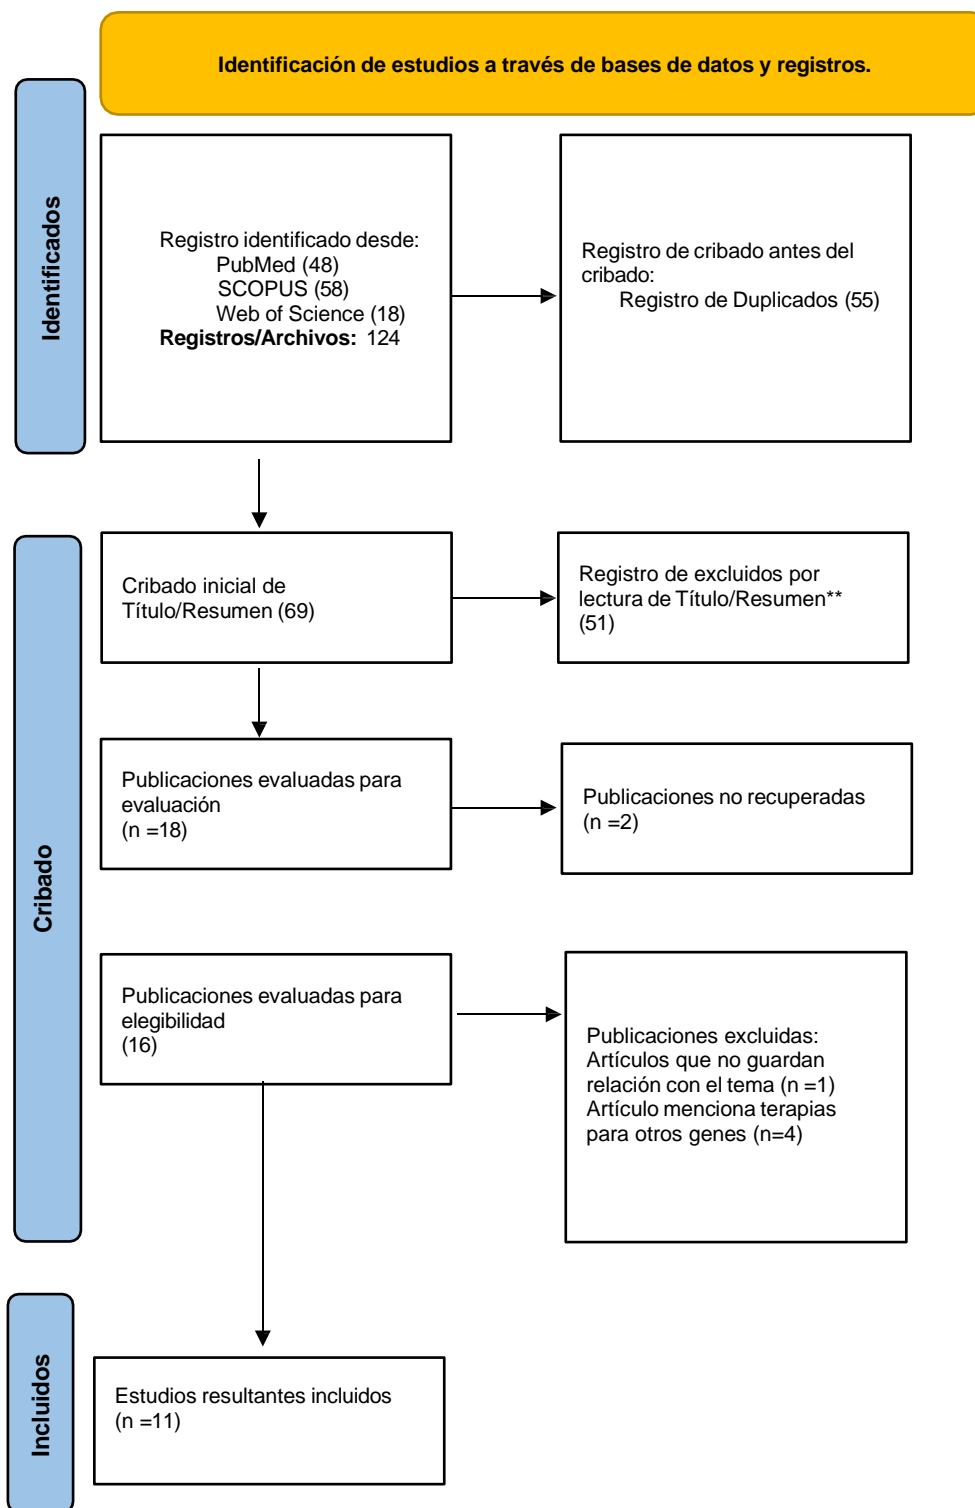 Identificación de estudios a través de bases de datos y registros.
Identificados
Registro identificado desde:
PubMed (48)
SCOPUS (58)
Web of Science (18)
Registros/Archivos: 124
Registro de cribado antes del
cribado:
Registro de Duplicados (55)
Cribado
Cribado inicial de
Título/Resumen (69)
Registro de excluidos por
lectura de Título/Resumen**
(51)
Publicaciones evaluadas para
evaluación
(n =18)
Publicaciones no recuperadas
(n =2)
Publicaciones evaluadas para
elegibilidad
(16)
Publicaciones excluidas:
Artículos que no guardan
relación con el tema (n =1)
Artículo menciona terapias
para otros genes (n=4)
Incluidos
Estudios resultantes incluidos
(n =11)